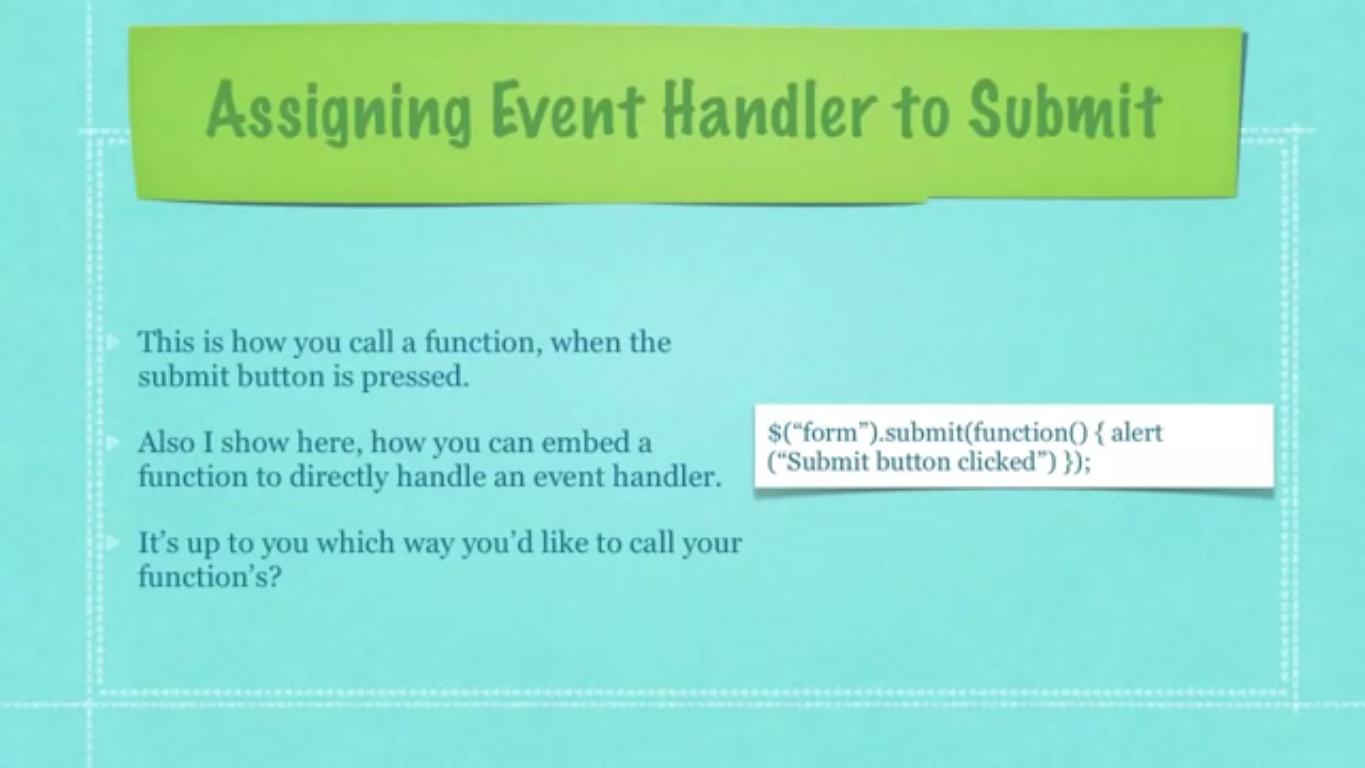 Assigning Event Handler to Submit
This is how you call a function, when the
submit button is pressed.
Also I show here, how you can embed a
function to directly handle an event handler.
It’s up to you which way you’d like to call your
function’s?
$(“form”).submit(function() { alert
(“Submit button clicked”) });